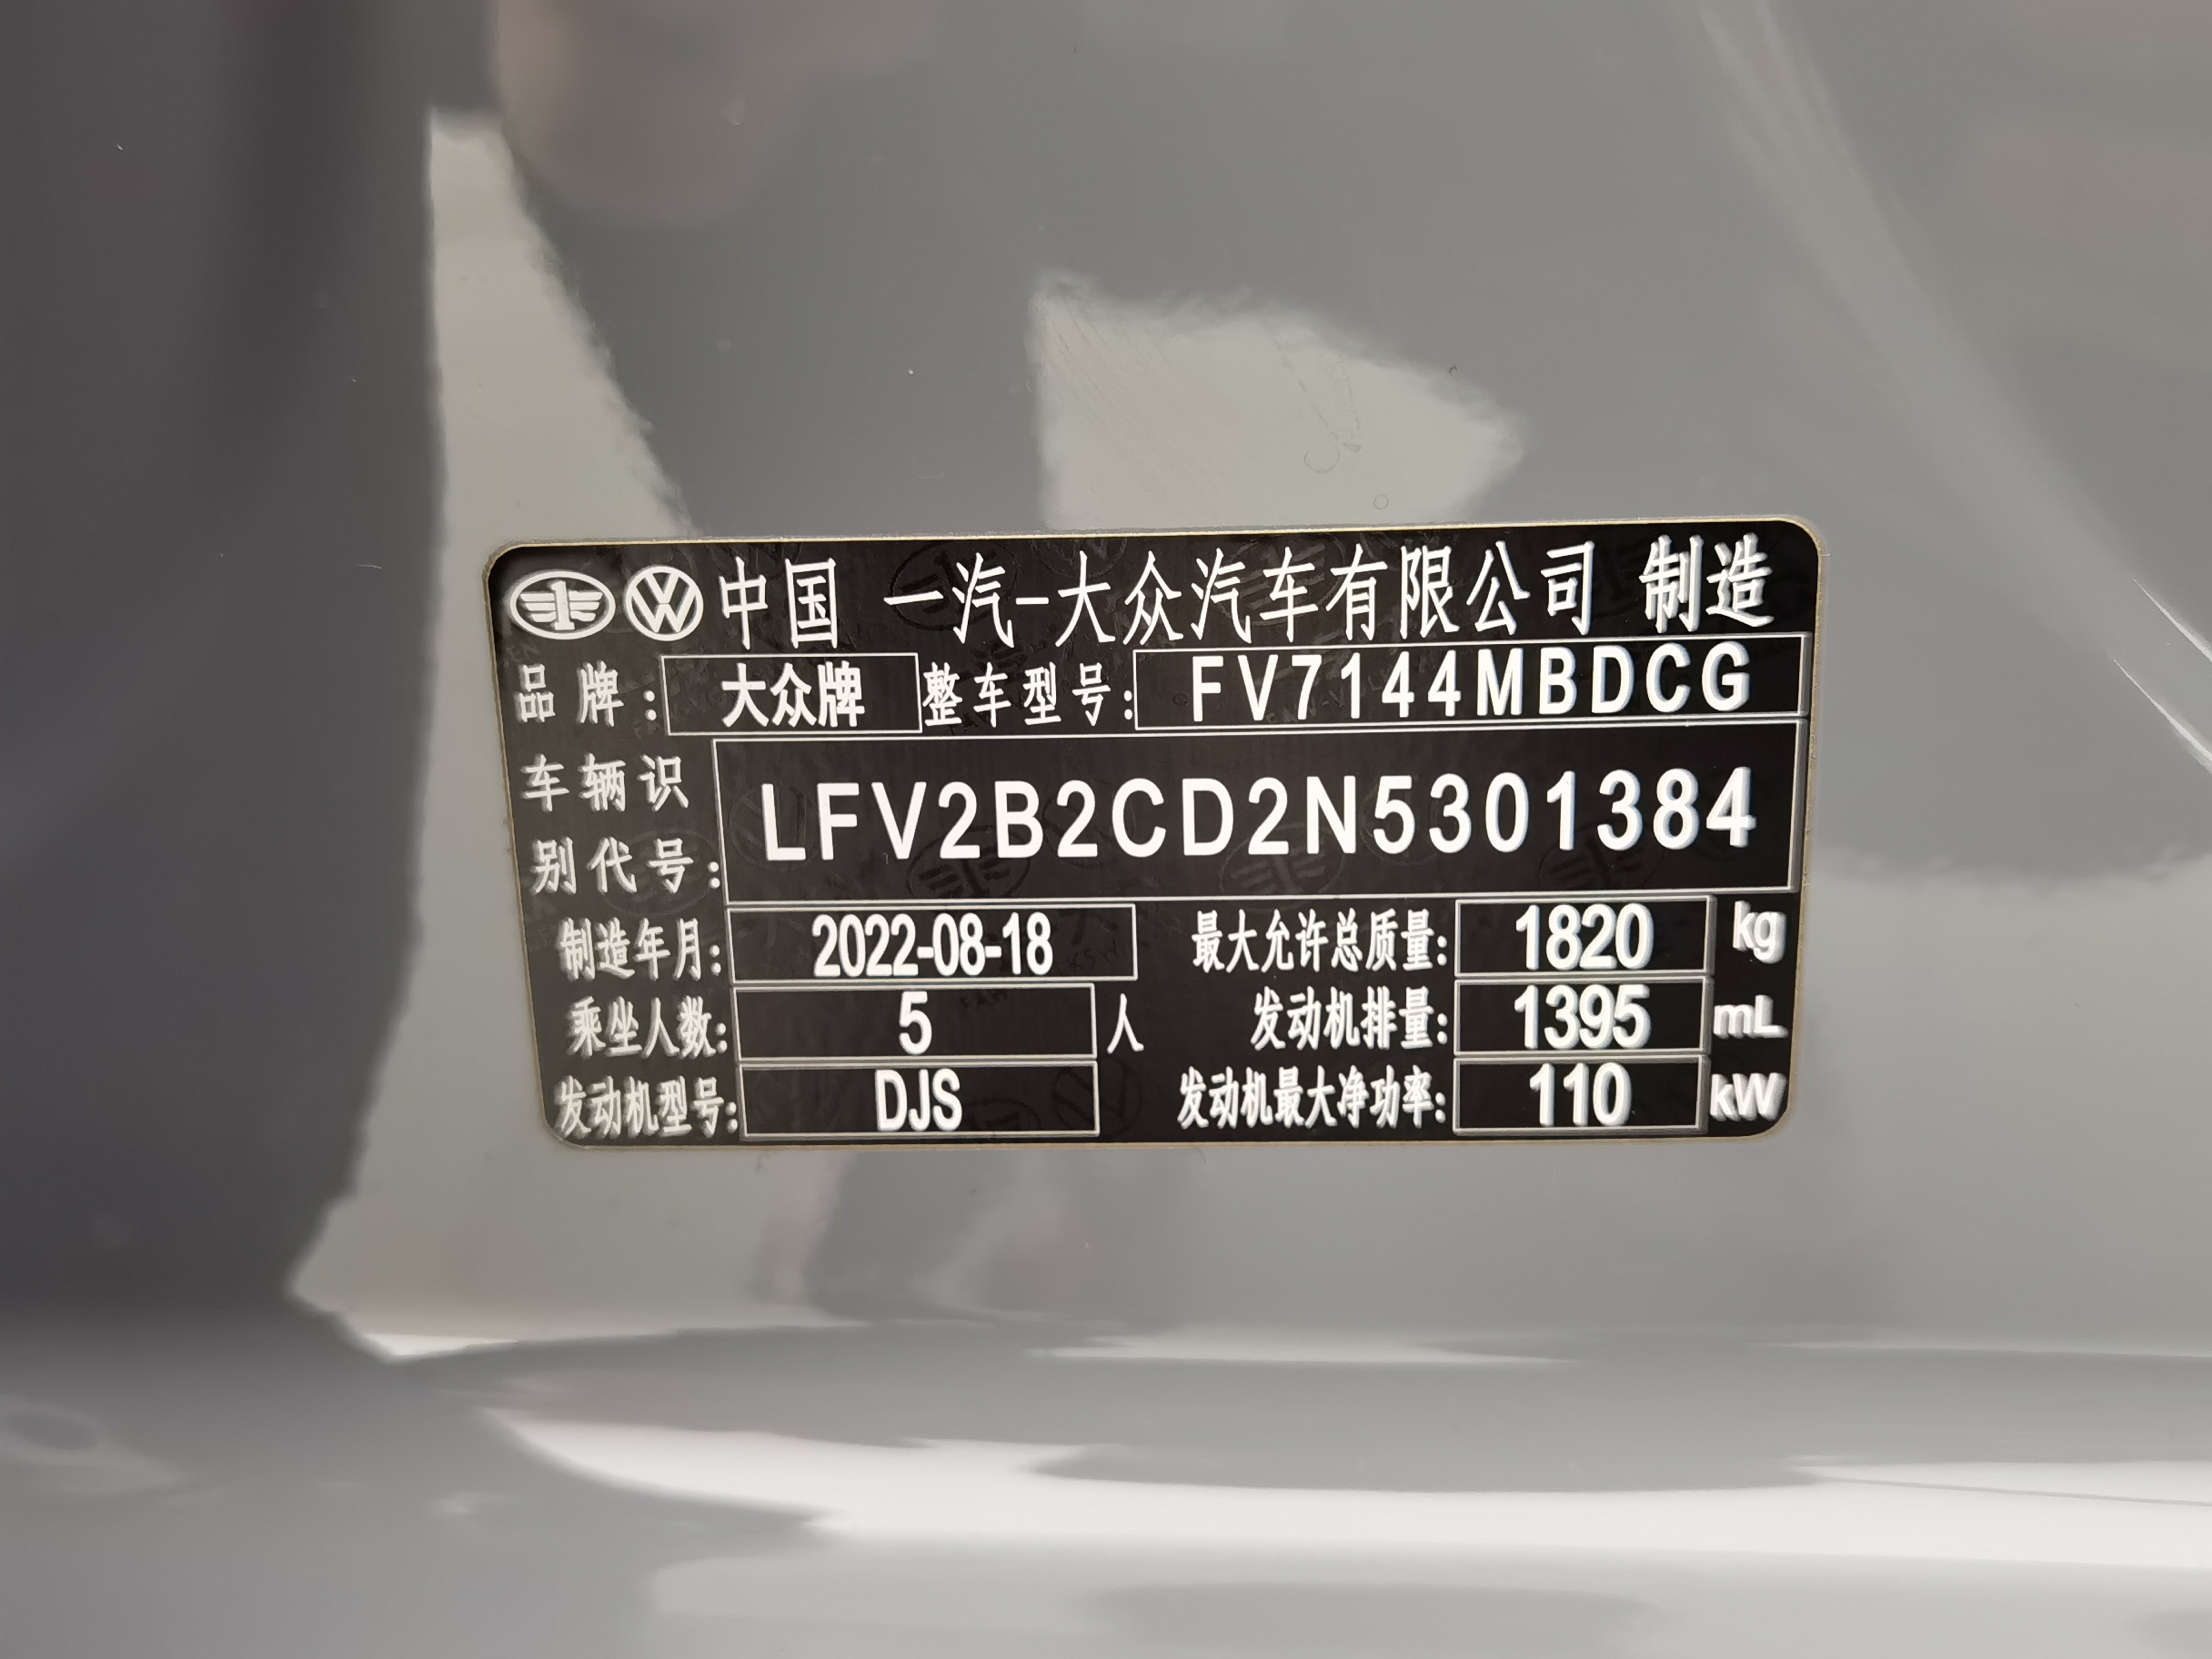 中国 一汽-大众汽车有限公司 制造
品牌: 大众牌 整车型号: FV7144MBDCG
车辆识别代号: LFV2B2CD2N5301384
制造年月: 2022-08-18 最大允许总质量: 1820 kg
乘坐人数: 5 人 发动机排量: 1395 mL
发动机型号: DJS 发动机最大净功率: 110 kW